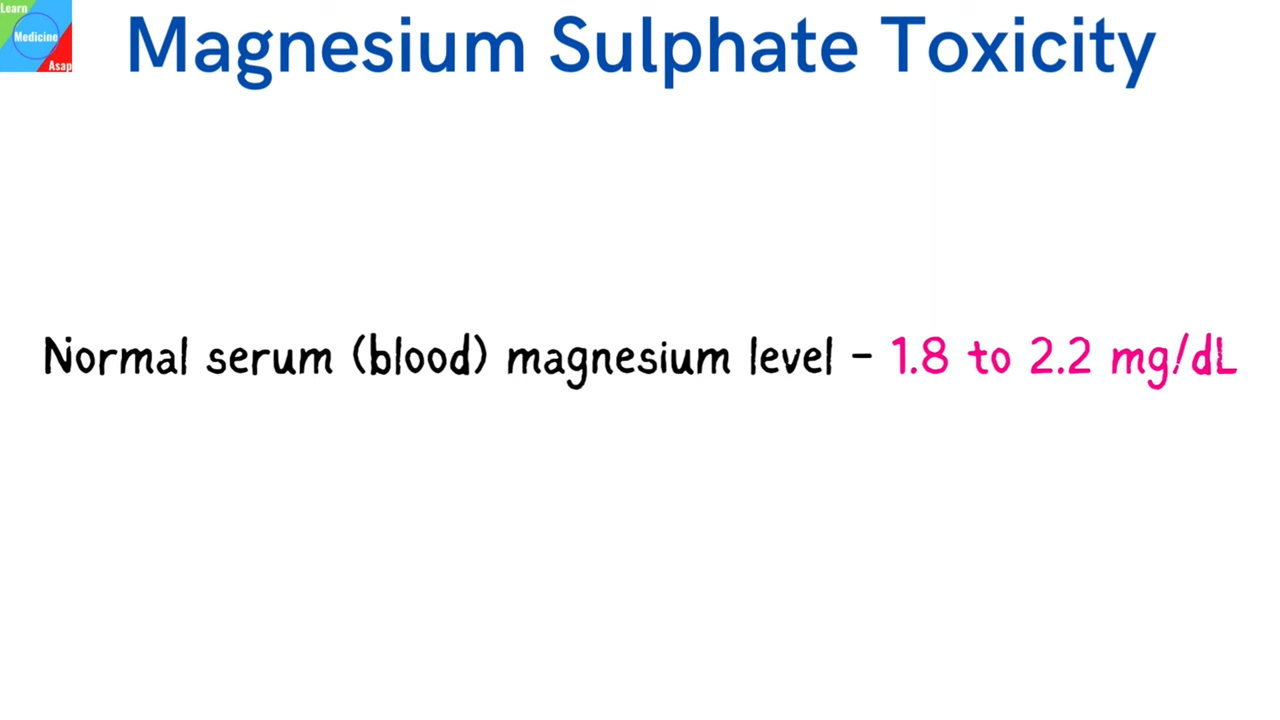 Learn
Medicine
Asap
Magnesium Sulphate Toxicity
Normal serum (blood) magnesium level - 1.8 to 2.2 mg/dL